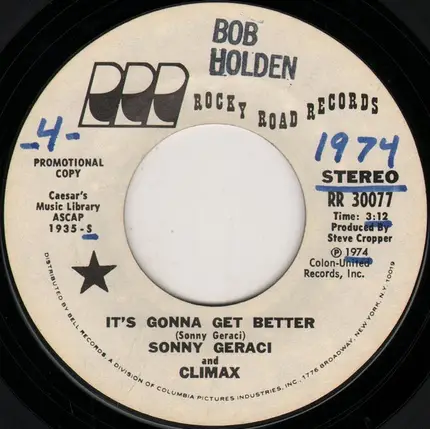 BOB
HOLDEN
RRR
ROCKY ROAD RECORDS
-4-
1974
PROMOTIONAL
COPY
STEREO
RR 30077
Caesar's
Music Library
ASCAP
1935-S
Time: 3:12
Produced By
Steve Cropper
Ⓟ 1974
Colon-United
Records, Inc.
IT'S GONNA GET BETTER
(Sonny Geraci)
SONNY GERACI
and
CLIMAX
DISTRIBUTED BY BELL RECORDS, A DIVISION OF COLUMBIA PICTURES INDUSTRIES, INC., 1776 BROADWAY, NEW YORK, N.Y. 10019